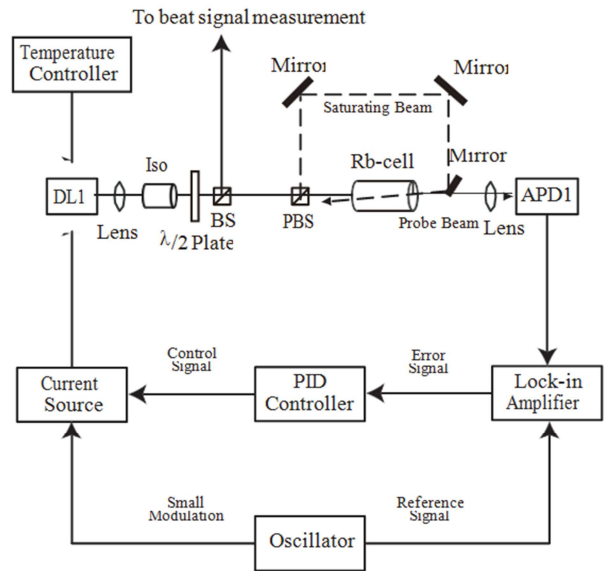 To beat signal measurement
Temperature
Controller
Mirror
Mirror
Saturating Beam
Iso
Rb-cell
Mirror
DL1
BS
PBS
Probe Beam
APD1
Lens
λ/2 Plate
Lens
Control
Signal
Error
Signal
Current
Source
PID
Controller
Lock-in
Amplifier
Small
Modulation
Reference
Signal
Oscillator